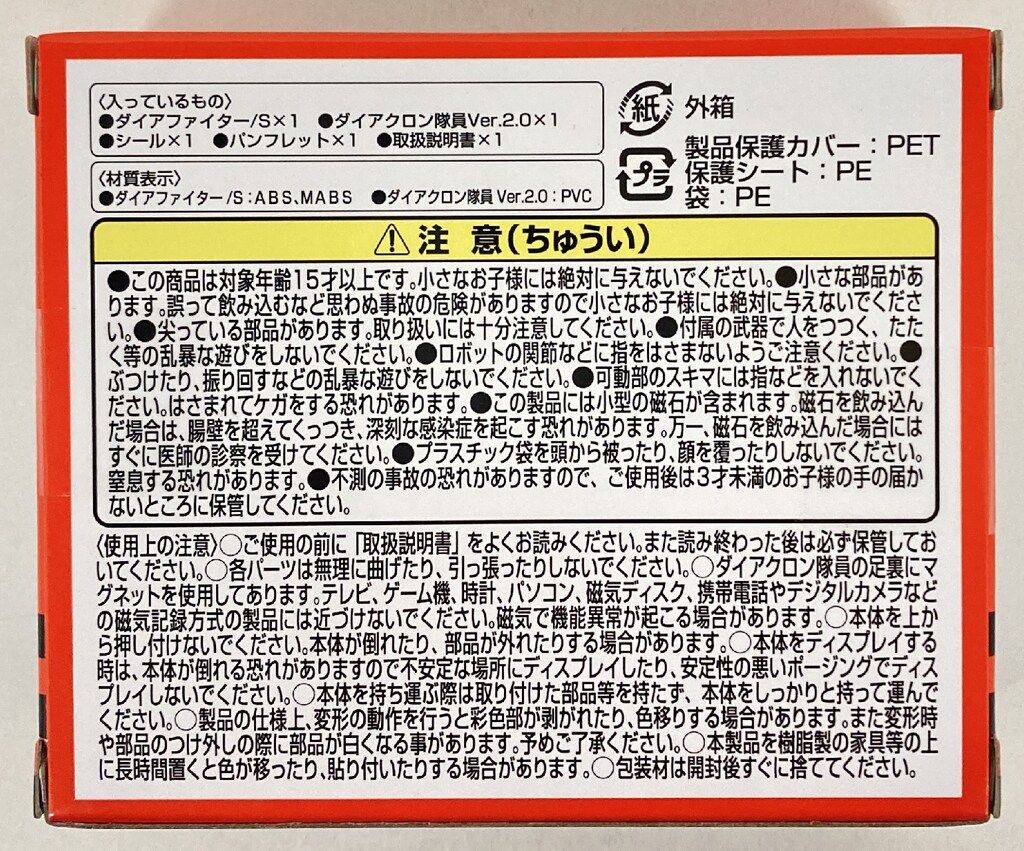 〈入っているもの〉
●ダイアファイター/S×1 ●ダイアクロン隊員Ver.2.0×1
●シール×1 ●パンフレット×1 ●取扱説明書×1
〈材質表示〉
●ダイアファイター/S:ABS、MABS ●ダイアクロン隊員 Ver.2.0:PVC
紙 外箱
プラ 製品保護カバー:PET
保護シート:PE
袋:PE
⚠注 意(ちゅうい)
●この商品は対象年齢15才以上です。小さなお子様には絶対に与えないでください。●小さな部品があ
ります。誤って飲み込むなど思わぬ事故の危険がありますので小さなお子様には絶対に与えないでくださ
い。●尖っている部品があります。取り扱いには十分注意してください。●付属の武器で人をつつく、たた
く等の乱暴な遊びをしないでください。●ロボットの関節などに指をはさまないようご注意ください。●
ぶつけたり、振り回すなどの乱暴な遊びをしないでください。●可動部のスキマには指などを入れないでく
ださい。はさまれてケガをする恐れがあります。●この製品には小型の磁石が含まれます。磁石を飲み込ん
だ場合は、腸壁を超えてくっつき、深刻な感染症を起こす恐れがあります。万一、磁石を飲み込んだ場合には
すぐに医師の診察を受けてください。●プラスチック袋を頭から被ったり、顔を覆ったりしないでください。
窒息する恐れがあります。●不測の事故の恐れがありますので、ご使用後は3才未満のお子様の手の届か
ないところに保管してください。
〈使用上の注意〉○ご使用の前に「取扱説明書」をよくお読みください。また読み終わった後は必ず保管してお
いてください。○各パーツは無理に曲げたり、引っ張ったりしないでください。○ダイアクロン隊員の足裏にマ
グネットを使用してあります。テレビ、ゲーム機、時計、パソコン、磁気ディスク、携帯電話やデジタルカメラなど
の磁気記録方式の製品には近づけないでください。磁気で機能異常が起こる場合があります。○本体を上か
ら押し付けないでください。本体が倒れたり、部品が外れたりする場合があります。○本体をディスプレイする
時は、本体が倒れる恐れがありますので不安定な場所にディスプレイしたり、安定性の悪いポージングでディス
プレイしないでください。○本体を持ち運ぶ際は取り付けた部品等を持たず、本体をしっかりと持って運んで
ください。○製品の仕様上、変形の動作を行うと彩色部が剥がれたり、色移りする場合があります。また変形時
や部品のつけ外しの際に部品が白くなる事があります。予めご了承ください。○本製品を樹脂製の家具等の上
に長時間置くと色が移ったり、貼り付いたりする場合があります。○包装材は開封後すぐに捨ててください。